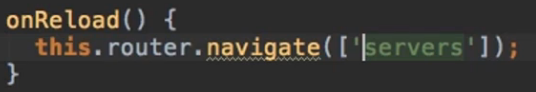 onReload() {
this.router.navigate(['servers']);
}